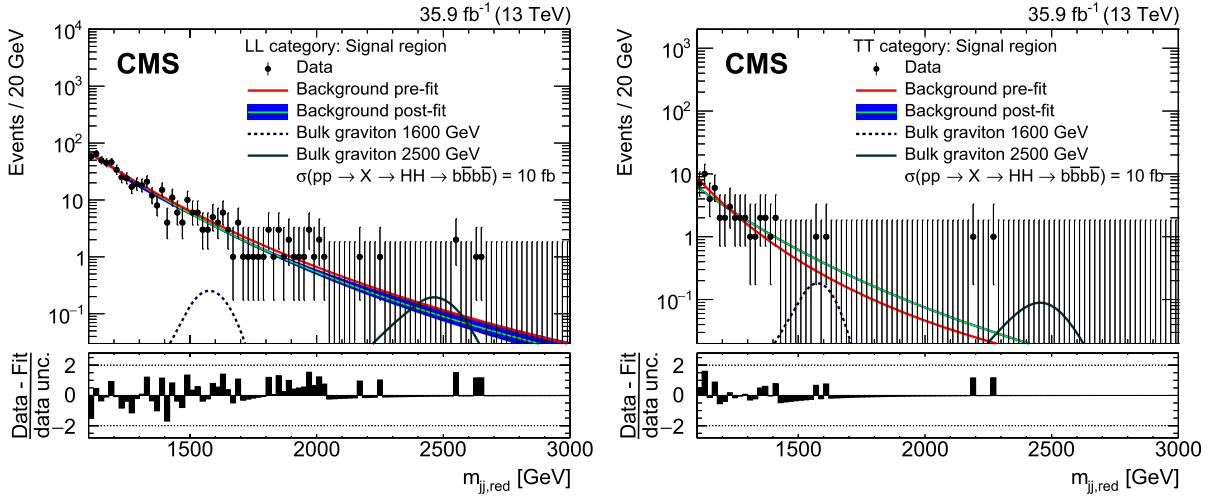 35.9 fb⁻¹ (13 TeV)
Events / 20 GeV
10⁴
10³
10²
10
1
10⁻¹
CMS
LL category: Signal region
Data
Background pre-fit
Background post-fit
Bulk graviton 1600 GeV
Bulk graviton 2500 GeV
σ(pp → X → HH → bb̅bb̅) = 10 fb
Data - Fit
data unc.
2
0
−2
1500
2000
2500
3000
m_jj,red [GeV]
35.9 fb⁻¹ (13 TeV)
Events / 20 GeV
10³
10²
10
1
10⁻¹
CMS
TT category: Signal region
Data
Background pre-fit
Background post-fit
Bulk graviton 1600 GeV
Bulk graviton 2500 GeV
σ(pp → X → HH → bb̅bb̅) = 10 fb
Data - Fit
data unc.
2
0
−2
1500
2000
2500
3000
m_jj,red [GeV]